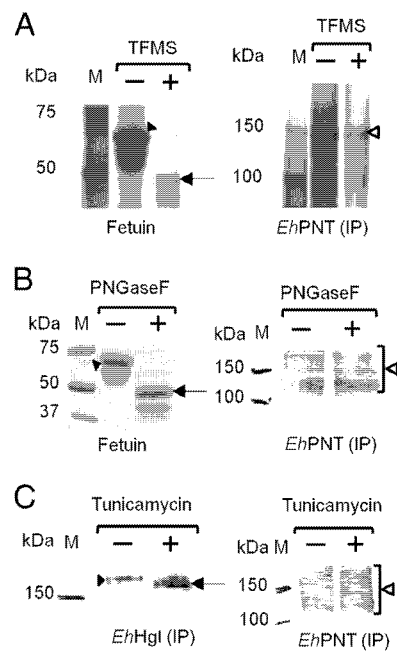 A
TFMS TFMS
kDa M − + kDa M − +
75 150
50 100
Fetuin EhPNT (IP)
B
PNGaseF PNGaseF
kDa M − + kDa M − +
75 150
50 100
37
Fetuin EhPNT (IP)
C
Tunicamycin Tunicamycin
kDa M − + kDa M − +
150 150
100
EhHgl (IP) EhPNT (IP)